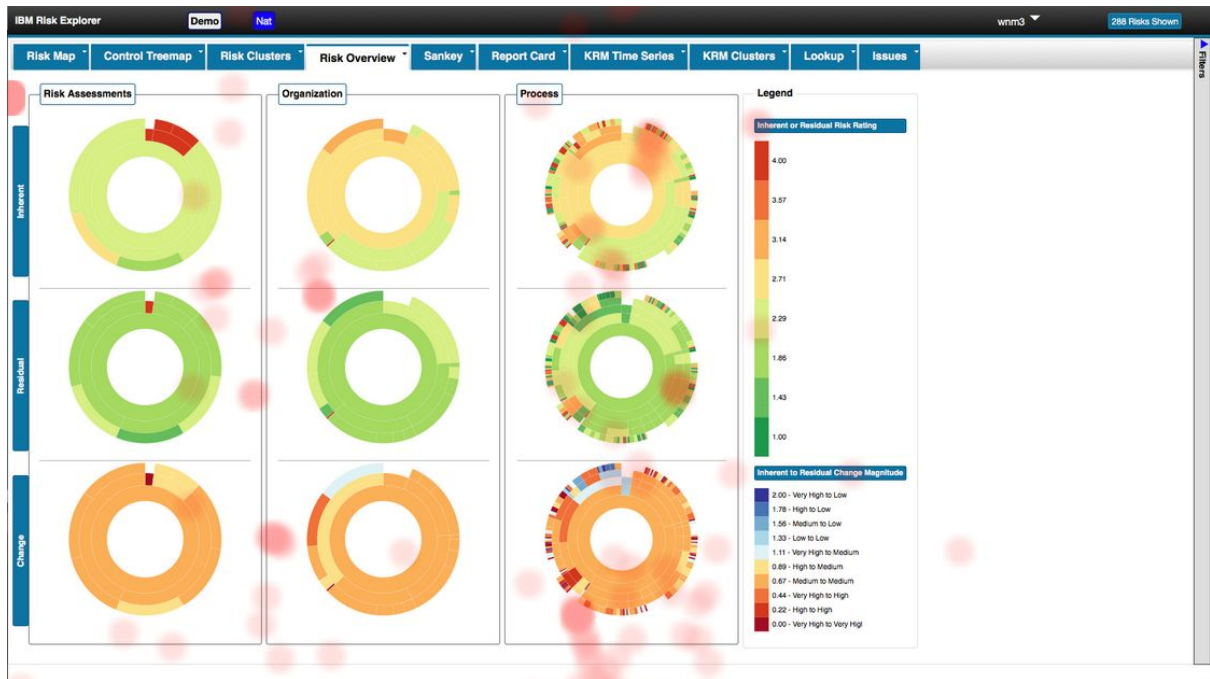 IBM Risk Explorer
Demo
Nat
wnm3
288 Risks Shown
Risk Map
Control Treemap
Risk Clusters
Risk Overview
Sankey
Report Card
KRM Time Series
KRM Clusters
Lookup
Issues
Filters
Risk Assessments
Organization
Process
Legend
Inherent
Residual
Change
Inherent or Residual Risk Rating
4.00
3.57
3.14
2.71
2.29
1.86
1.43
1.00
Inherent to Residual Change Magnitude
2.00 - Very High to Low
1.78 - High to Low
1.56 - Medium to Low
1.33 - Low to Low
1.11 - Very High to Medium
0.89 - High to Medium
0.67 - Medium to Medium
0.44 - Very High to High
0.22 - High to High
0.00 - Very High to Very Higl